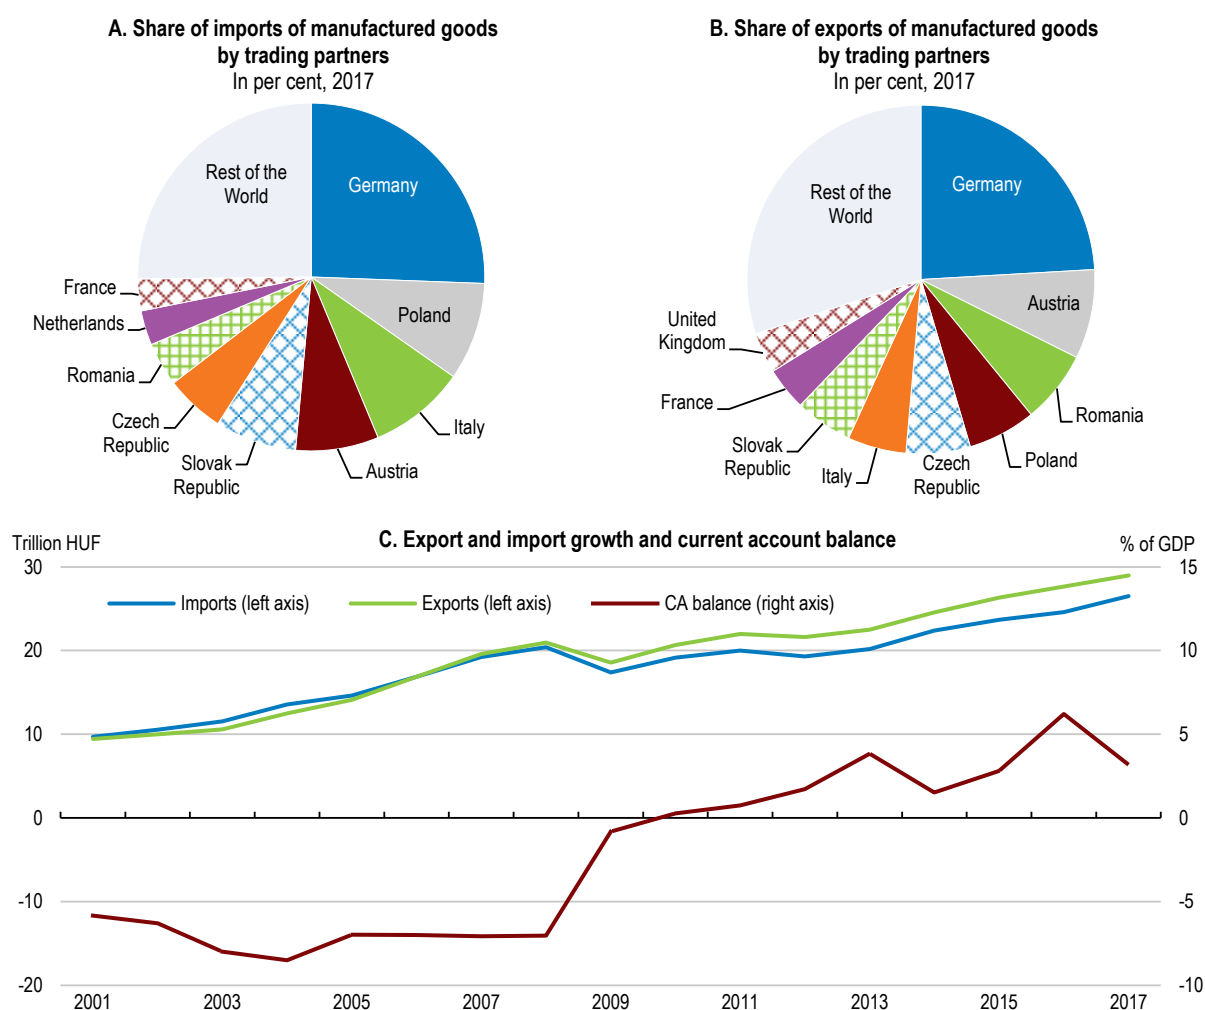 A. Share of imports of manufactured goods
by trading partners
In per cent, 2017
Rest of the
World
Germany
France
Netherlands
Poland
Romania
Czech
Republic
Italy
Slovak
Republic
Austria
B. Share of exports of manufactured goods
by trading partners
In per cent, 2017
Rest of the
World
Germany
Austria
United
Kingdom
France
Romania
Slovak
Republic
Italy
Czech
Republic
Poland
C. Export and import growth and current account balance
Trillion HUF
% of GDP
Imports (left axis)
Exports (left axis)
CA balance (right axis)
30
20
10
0
-10
-20
15
10
5
0
-5
-10
2001
2003
2005
2007
2009
2011
2013
2015
2017